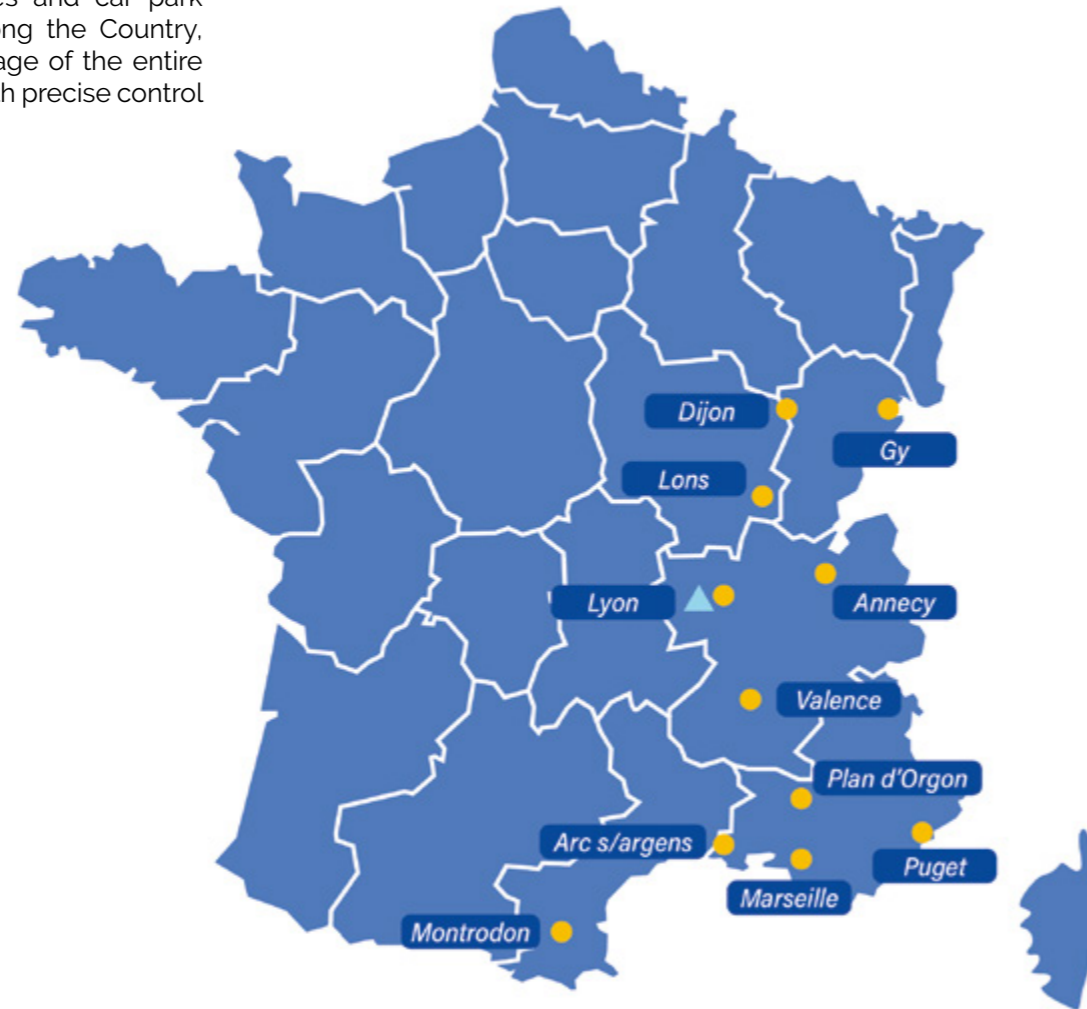 es and car park
ong the Country,
age of the entire
h precise control
Dijon
Gy
Lons
Lyon
Annecy
Valence
Plan d'Orgon
Arc s/argens
Puget
Marseille
Montrodon